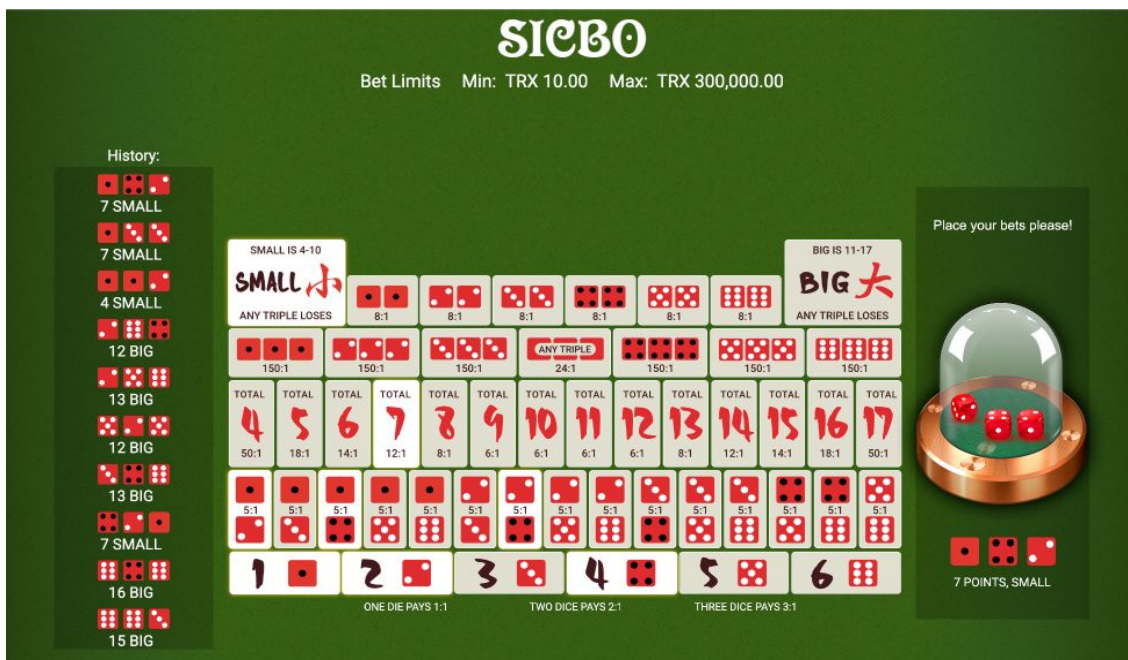 SICBO
Bet Limits Min: TRX 10.00 Max: TRX 300,000.00
History:
7 SMALL
7 SMALL
4 SMALL
12 BIG
13 BIG
12 BIG
13 BIG
7 SMALL
16 BIG
15 BIG
SMALL IS 4-10
SMALL 小
ANY TRIPLE LOSES
8:1 8:1 8:1 8:1 8:1 8:1
BIG IS 11-17
BIG 大
ANY TRIPLE LOSES
ANY TRIPLE
150:1 150:1 150:1 24:1 150:1 150:1 150:1
TOTAL TOTAL TOTAL TOTAL TOTAL TOTAL TOTAL TOTAL TOTAL TOTAL TOTAL TOTAL TOTAL TOTAL
4 5 6 7 8 9 10 11 12 13 14 15 16 17
50:1 18:1 14:1 12:1 8:1 6:1 6:1 6:1 6:1 8:1 12:1 14:1 18:1 50:1
5:1 5:1 5:1 5:1 5:1 5:1 5:1 5:1 5:1 5:1 5:1 5:1 5:1 5:1 5:1
1 2 3 4 5 6
ONE DIE PAYS 1:1 TWO DICE PAYS 2:1 THREE DICE PAYS 3:1
Place your bets please!
7 POINTS, SMALL